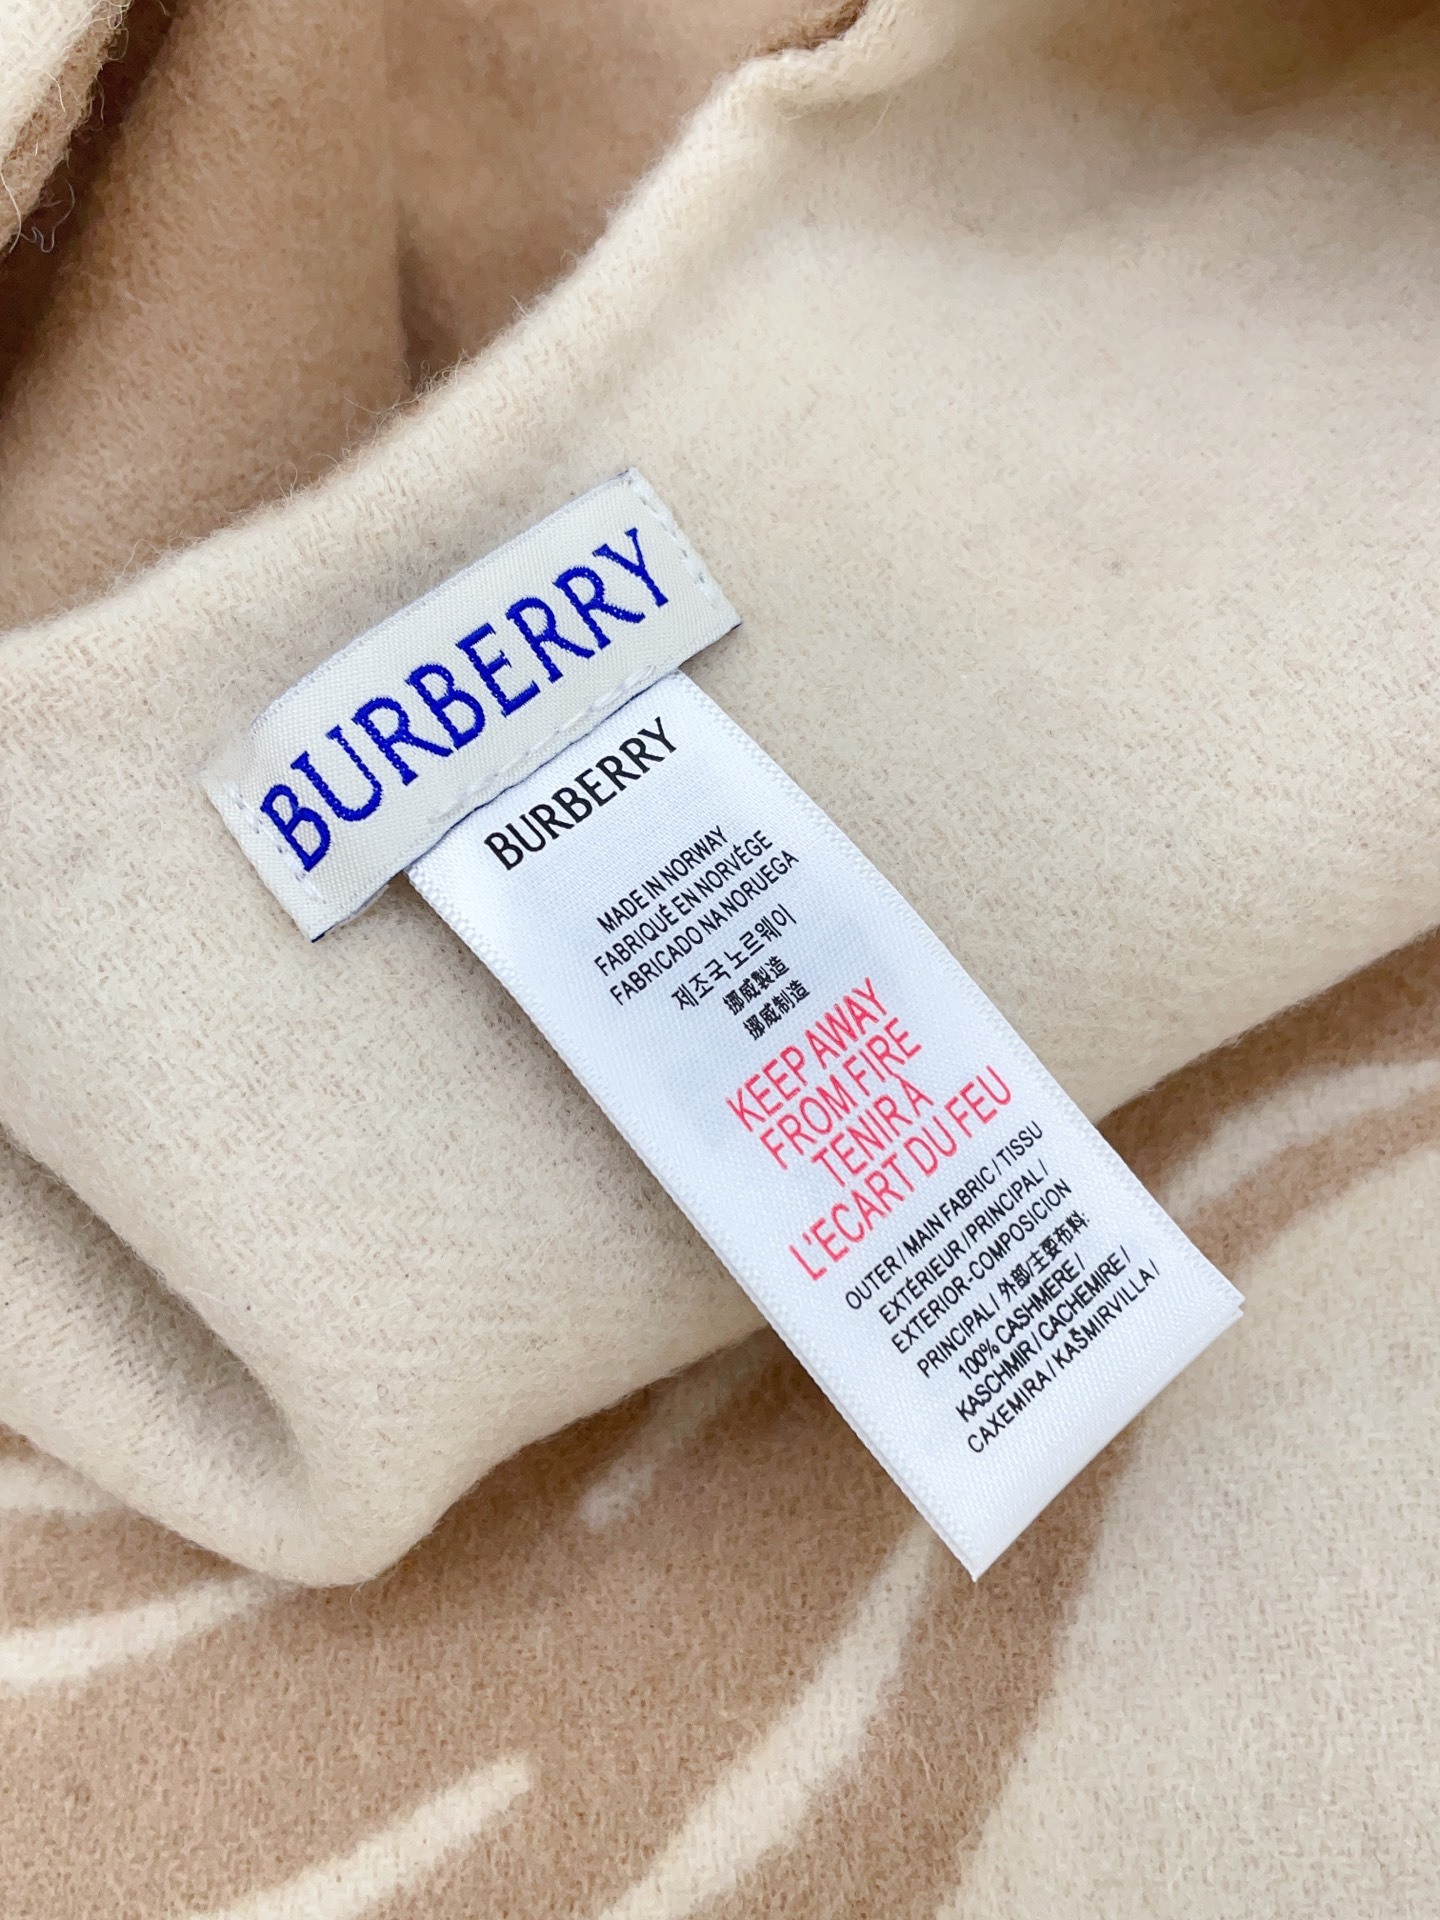 BURBERRY
BURBERRY
MADE IN NORWAY
FABRIQUÉ EN NORVÉGE
FABRICADO NA NORUEGA
제조국 노르웨이
挪威製造
挪威制造
KEEP AWAY
FROM FIRE
TENIR À
L'ECART DU FEU
OUTER / MAIN FABRIC / TISSU
EXTÉRIEUR / PRINCIPAL /
EXTERIOR-COMPOSICION
PRINCIPAL / 外部/主要布料:
100% CASHMERE /
KASCHMIR / CACHEMIRE /
CAXEMIRA / KAŠMIRVILLA /